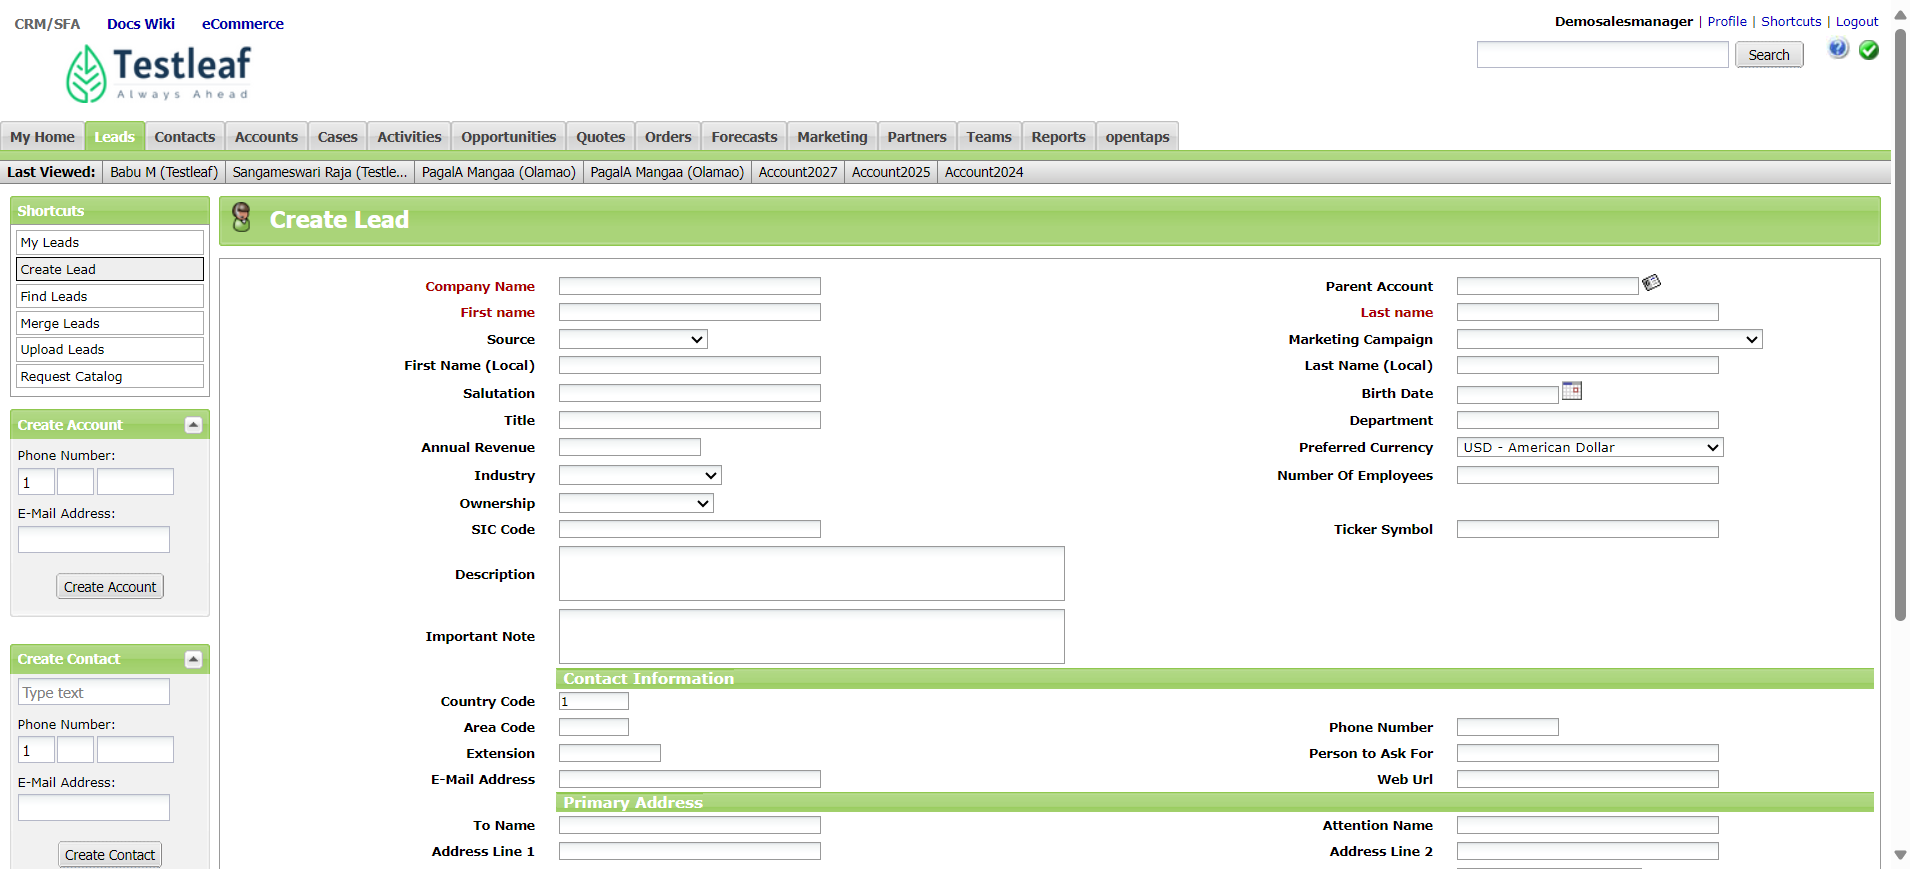 CRM/SFA Docs Wiki eCommerce
Demosalesmanager | Profile | Shortcuts | Logout
Testleaf
Always Ahead
Search
My Home Leads Contacts Accounts Cases Activities Opportunities Quotes Orders Forecasts Marketing Partners Teams Reports opentaps
Last Viewed: Babu M (Testleaf) Sangameswari Raja (Testle... PagalA Mangaa (Olamao) PagalA Mangaa (Olamao) Account2027 Account2025 Account2024
Shortcuts
My Leads
Create Lead
Find Leads
Merge Leads
Upload Leads
Request Catalog
Create Account
Phone Number:
1
E-Mail Address:
Create Account
Create Contact
Type text
Phone Number:
1
E-Mail Address:
Create Contact
Create Lead
Company Name Parent Account
First name Last name
Source Marketing Campaign
First Name (Local) Last Name (Local)
Salutation Birth Date
Title Department
Annual Revenue Preferred Currency USD - American Dollar
Industry Number Of Employees
Ownership
SIC Code Ticker Symbol
Description
Important Note
Contact Information
Country Code 1
Area Code Phone Number
Extension Person to Ask For
E-Mail Address Web Url
Primary Address
To Name Attention Name
Address Line 1 Address Line 2